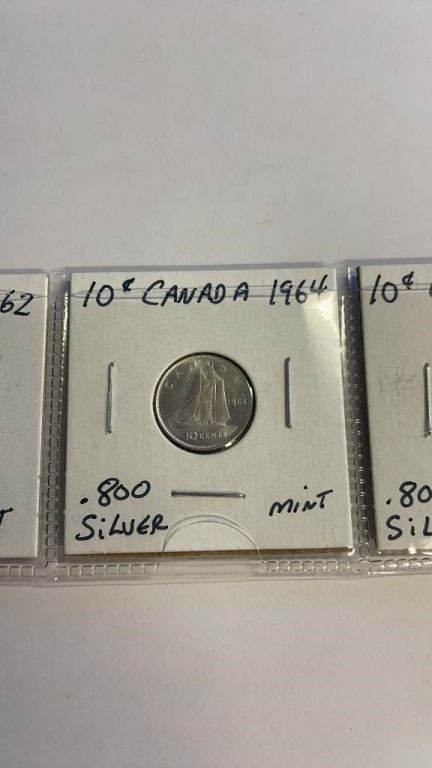 62
T
10¢ CANADA 1964
CANADA
1964
10 CENTS
.800
SILVER
MINT
10¢
.80
SIL